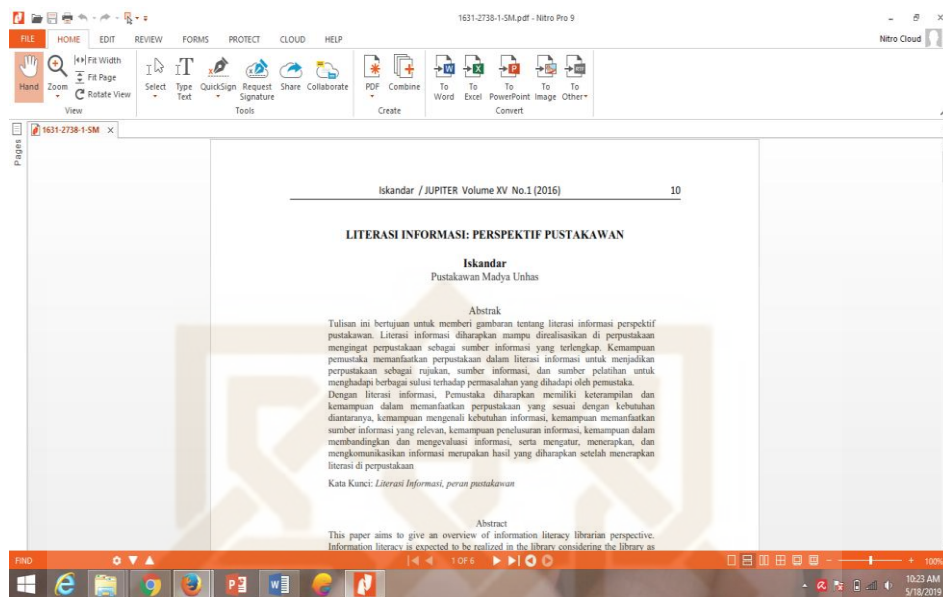 1631-2738-1-SM.pdf - Nitro Pro 9
FILE HOME EDIT REVIEW FORMS PROTECT CLOUD HELP Nitro Cloud
Hand
Zoom
Fit Width
Fit Page
Rotate View
View
Select
Type Text
QuickSign
Request Signature
Share
Collaborate
Tools
PDF
Combine
Create
To Word
To Excel
To PowerPoint
To Image
To Other
Convert
1631-2738-1-SM
Pages
Iskandar / JUPITER Volume XV No.1 (2016) 10
LITERASI INFORMASI: PERSPEKTIF PUSTAKAWAN
Iskandar
Pustakawan Madya Unhas
Abstrak
Tulisan ini bertujuan untuk memberi gambaran tentang literasi informasi perspektif
pustakawan. Literasi informasi diharapkan mampu direalisasikan di perpustakaan
mengingat perpustakaan sebagai sumber informasi yang terlengkap. Kemampuan
pemustaka memanfaatkan perpustakaan dalam literasi informasi untuk menjadikan
perpustakaan sebagai rujukan, sumber informasi, dan sumber pelatihan untuk
menghadapi berbagai sulusi terhadap permasalahan yang dihadapi oleh pemustaka.
Dengan literasi informasi, Pemustaka diharapkan memiliki keterampilan dan
kemampuan dalam memanfaatkan perpustakaan yang sesuai dengan kebutuhan
diantaranya, kemampuan mengenali kebutuhan informasi, kemampuan memanfaatkan
sumber informasi yang relevan, kemampuan penelusuran informasi, kemampuan dalam
membandingkan dan mengevaluasi informasi, serta mengatur, menerapkan, dan
mengkomunikasikan informasi merupakan hasil yang diharapkan setelah menerapkan
literasi di perpustakaan
Kata Kunci: Literasi Informasi, peran pustakawan
Abstract
This paper aims to give an overview of information literacy librarian perspective.
Information literacy is expected to be realized in the library considering the library as
FIND 1 OF 6 100%
10:23 AM
5/18/2019